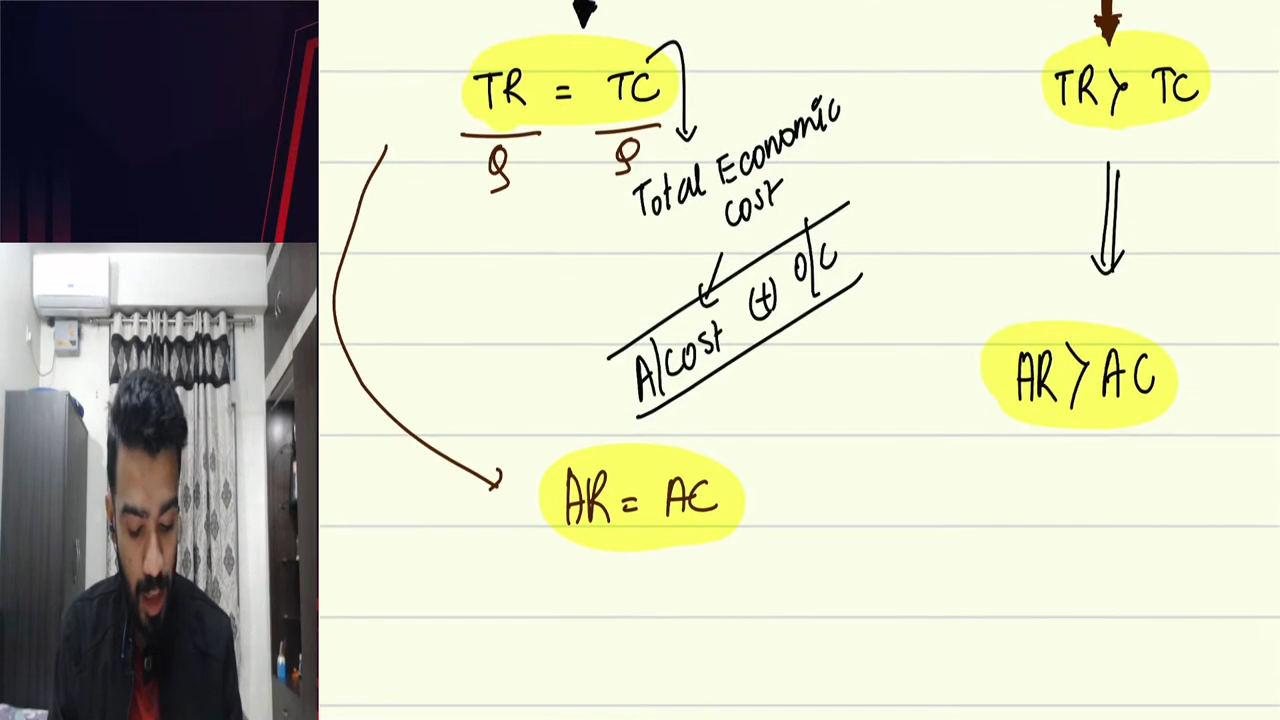 TR = TC
Q Q
Total Economic
cost
A/cost (+) O/C
AR = AC
TR > TC
AR > AC